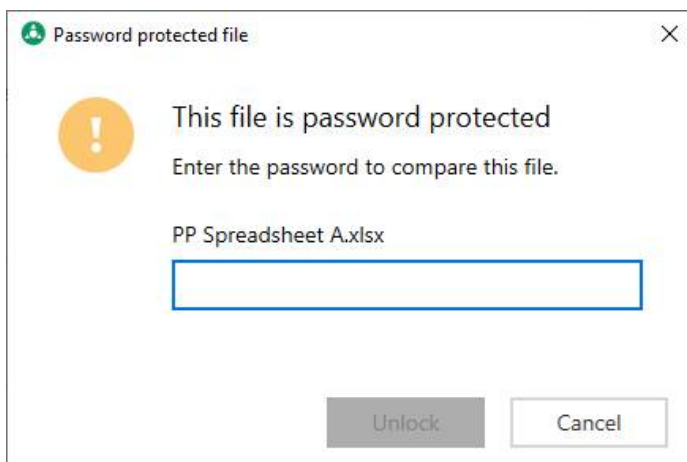 Password protected file
This file is password protected
Enter the password to compare this file.
PP Spreadsheet A.xlsx
Unlock Cancel